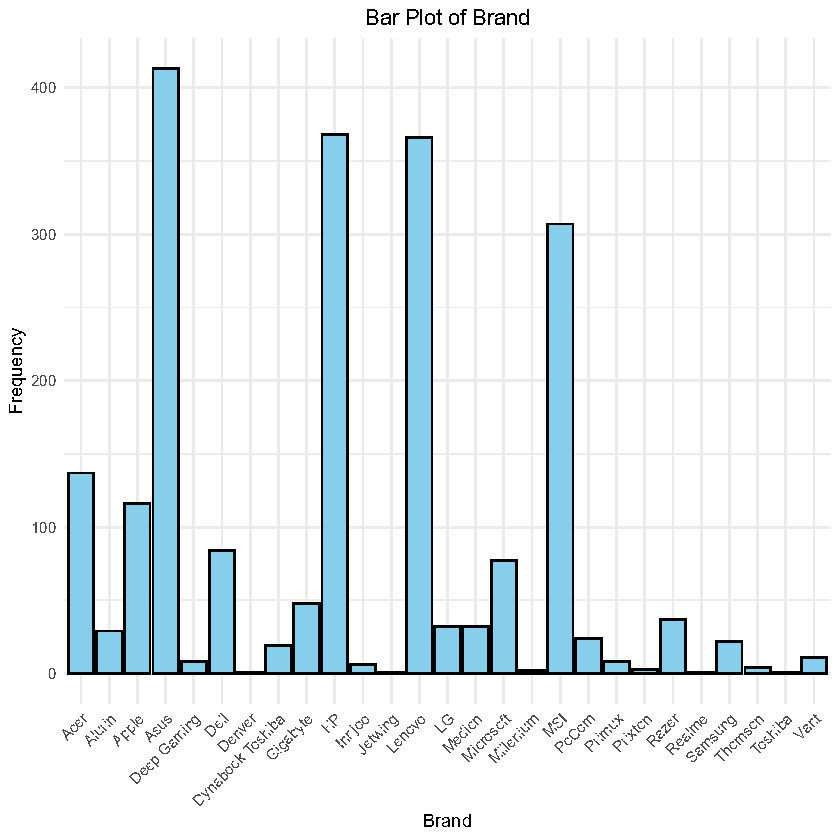 Bar Plot of Brand
Frequency
400
300
200
100
0
Acer
Alurin
Apple
Asus
Deep Gaming
Dell
Denver
Dynabook Toshiba
Gigabyte
HP
Innjoo
Jetwing
Lenovo
LG
Medion
Microsoft
Millenium
MSI
PcCom
Primux
Prixton
Razer
Realme
Samsung
Thomson
Toshiba
Vant
Brand